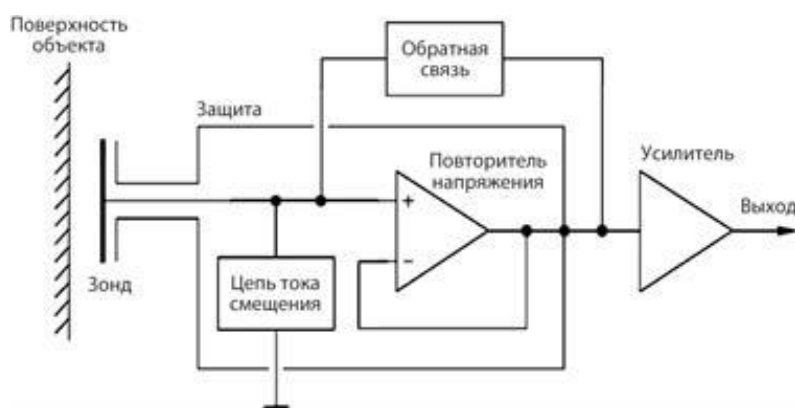 Поверхность
объекта
Обратная
связь
Защита
Повторитель
напряжения
Усилитель
Выход
+
−
Зонд
Цепь тока
смещения